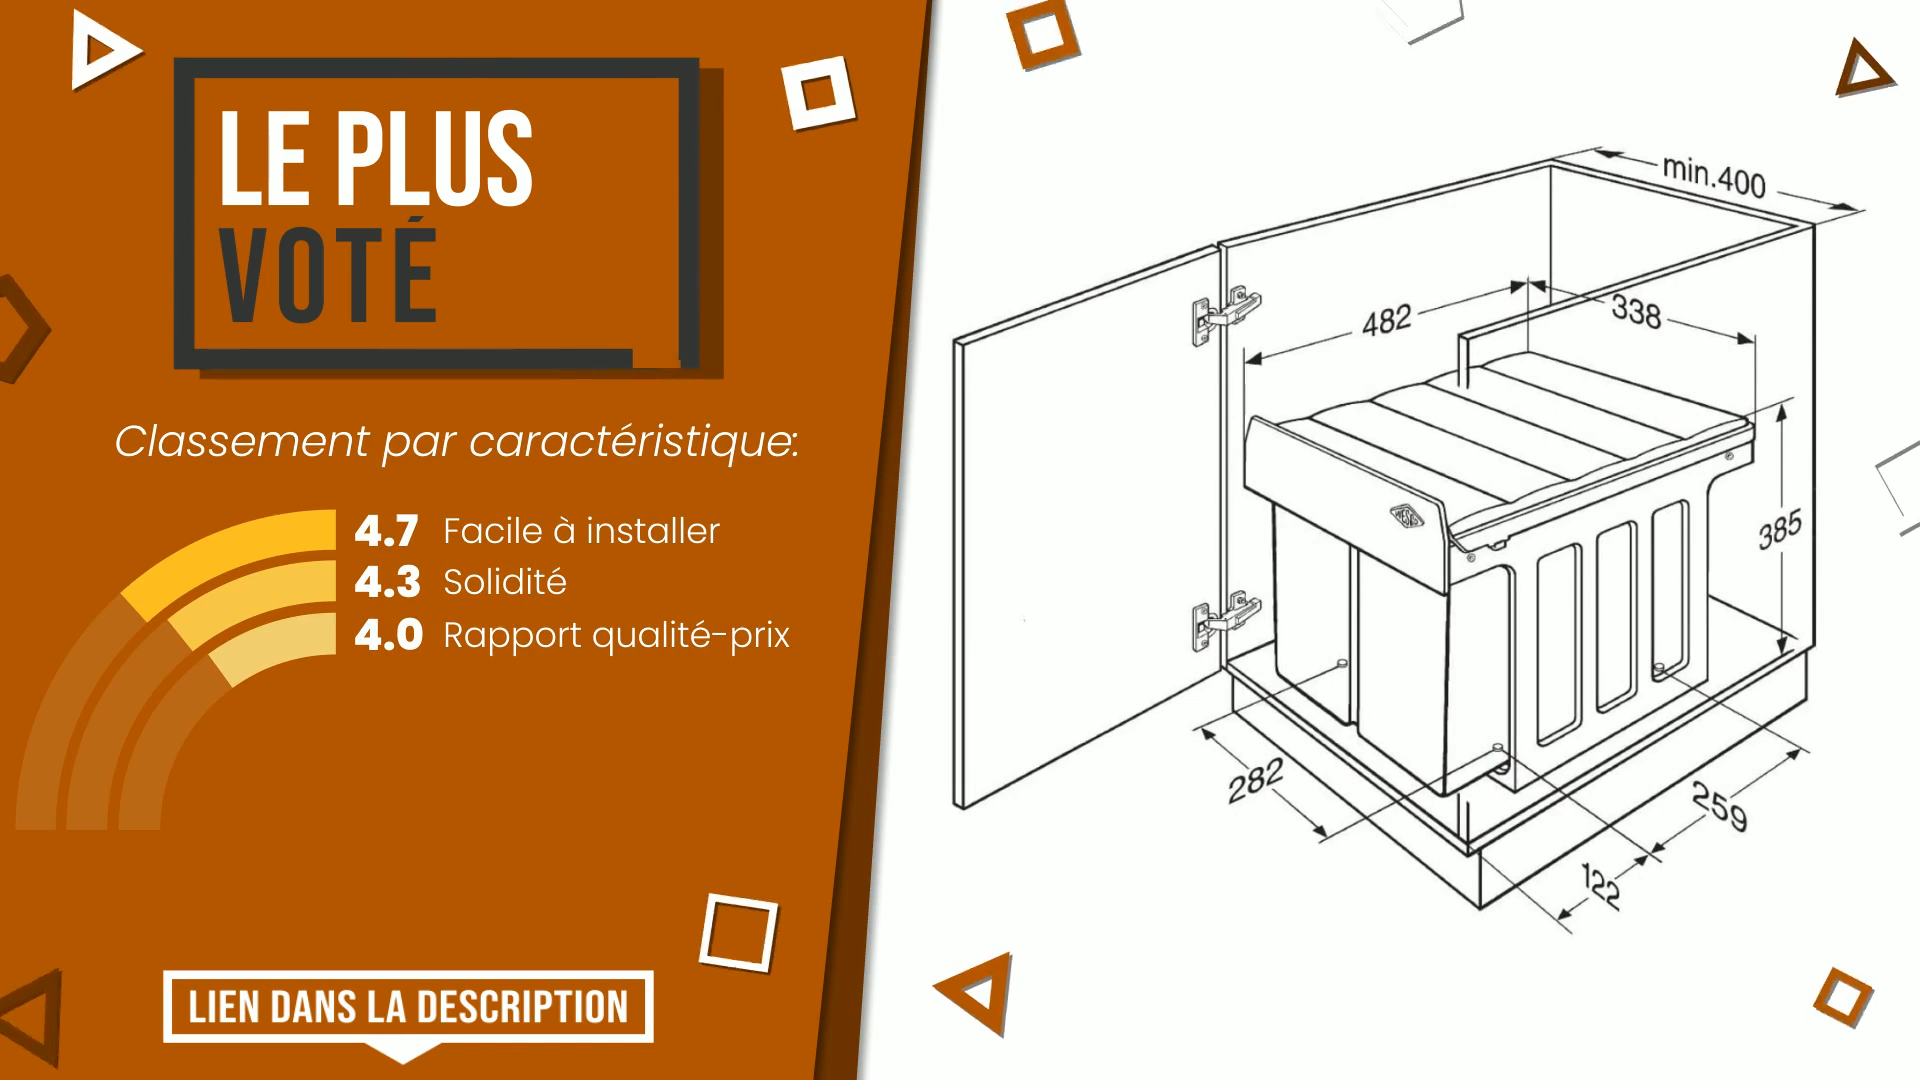 LE PLUS
VOTÉ
Classement par caractéristique:
4.7 Facile à installer
4.3 Solidité
4.0 Rapport qualité-prix
LIEN DANS LA DESCRIPTION
min.400
482
338
385
282
259
122